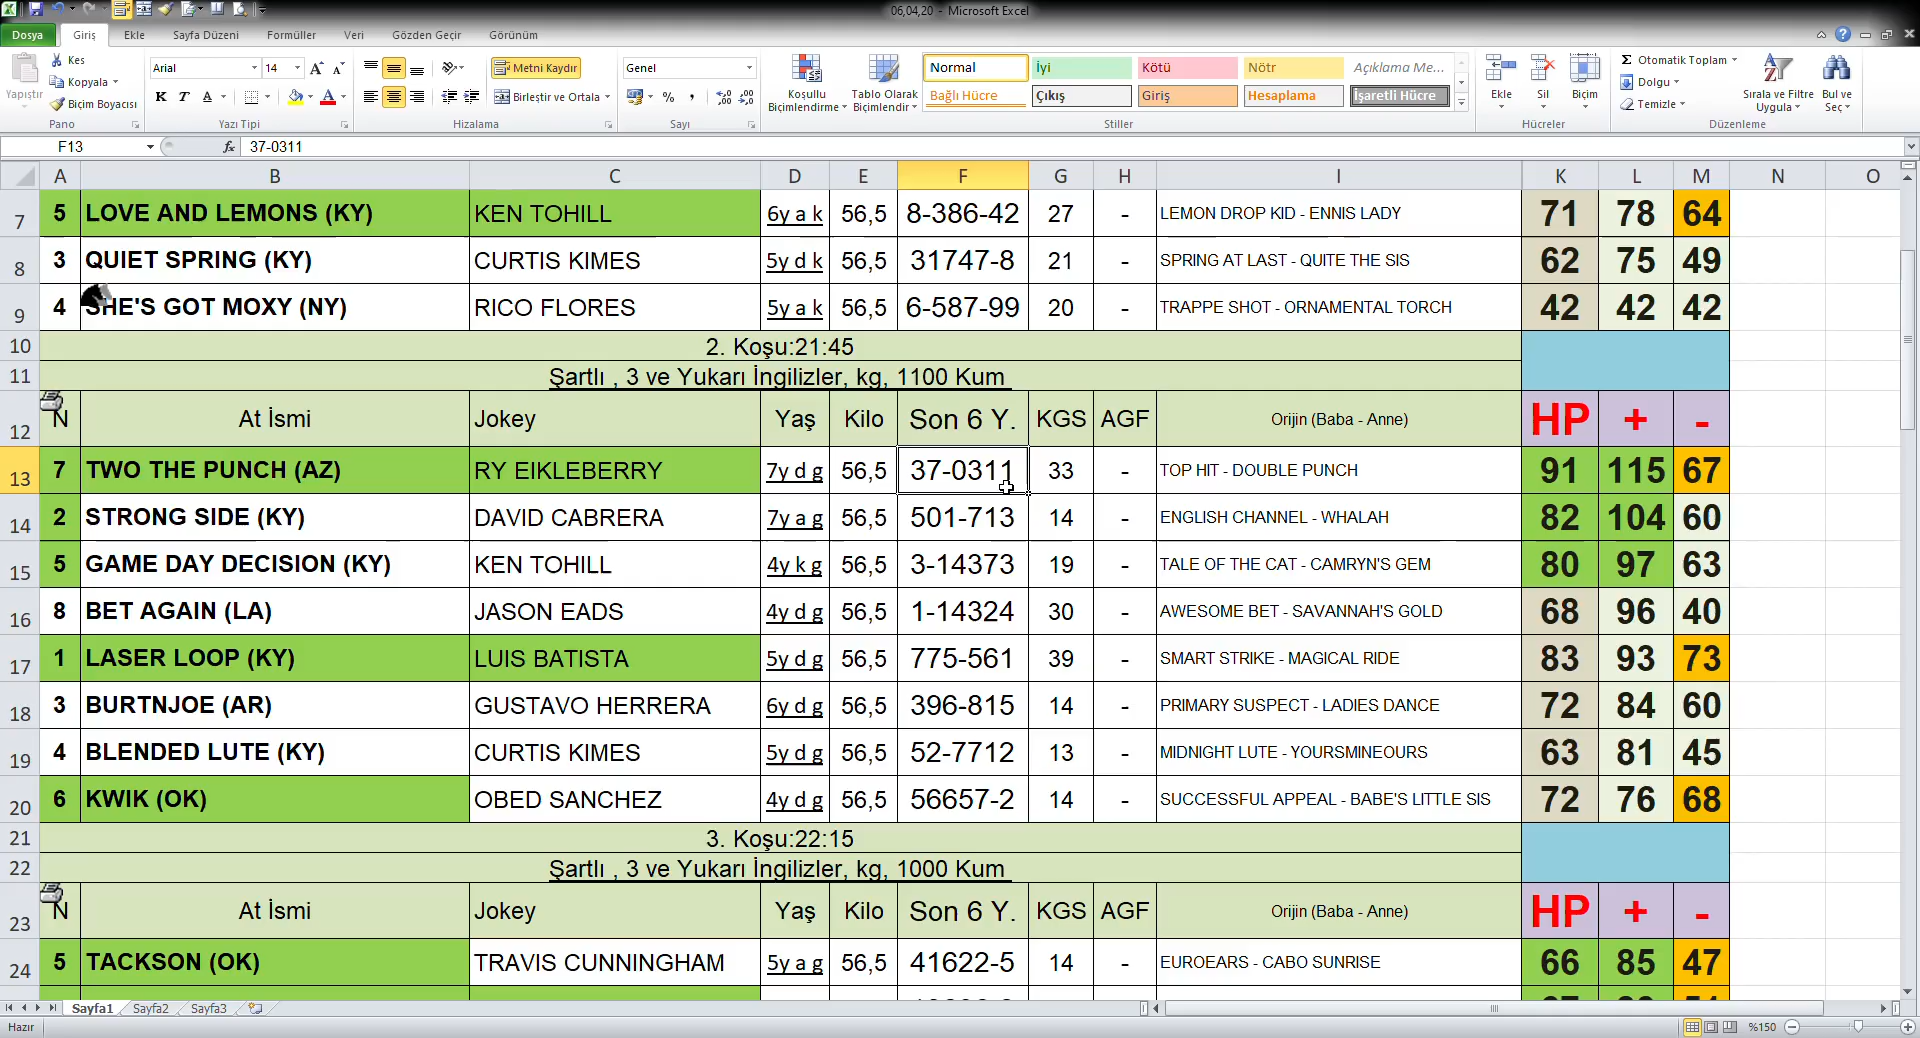 06,04,20 - Microsoft Excel
Dosya Giriş Ekle Sayfa Düzeni Formüller Veri Gözden Geçir Görünüm
Yapıştır Kes Kopyala Biçim Boyacısı Pano
Arial 14 K T A Yazı Tipi
Metni Kaydır Birleştir ve Ortala Hizalama
Genel % , Sayı
Koşullu Biçimlendirme Tablo Olarak Biçimlendir
Normal İyi Kötü Nötr Açıklama Me...
Bağlı Hücre Çıkış Giriş Hesaplama İşaretli Hücre
Stiller
Ekle Sil Biçim Hücreler
Σ Otomatik Toplam Dolgu Temizle Sırala ve Filtre Uygula Bul ve Seç Düzenleme
F13 fx 37-0311
A B C D E F G H I K L M N O
7 5 LOVE AND LEMONS (KY) KEN TOHILL 6y a k 56,5 8-386-42 27 - LEMON DROP KID - ENNIS LADY 71 78 64
8 3 QUIET SPRING (KY) CURTIS KIMES 5y d k 56,5 31747-8 21 - SPRING AT LAST - QUITE THE SIS 62 75 49
9 4 SHE'S GOT MOXY (NY) RICO FLORES 5y a k 56,5 6-587-99 20 - TRAPPE SHOT - ORNAMENTAL TORCH 42 42 42
10 2. Koşu:21:45
11 Şartlı , 3 ve Yukarı İngilizler, kg, 1100 Kum
12 N At İsmi Jokey Yaş Kilo Son 6 Y. KGS AGF Orijin (Baba - Anne) HP + -
13 7 TWO THE PUNCH (AZ) RY EIKLEBERRY 7y d g 56,5 37-0311 33 - TOP HIT - DOUBLE PUNCH 91 115 67
14 2 STRONG SIDE (KY) DAVID CABRERA 7y a g 56,5 501-713 14 - ENGLISH CHANNEL - WHALAH 82 104 60
15 5 GAME DAY DECISION (KY) KEN TOHILL 4y k g 56,5 3-14373 19 - TALE OF THE CAT - CAMRYN'S GEM 80 97 63
16 8 BET AGAIN (LA) JASON EADS 4y d g 56,5 1-14324 30 - AWESOME BET - SAVANNAH'S GOLD 68 96 40
17 1 LASER LOOP (KY) LUIS BATISTA 5y d g 56,5 775-561 39 - SMART STRIKE - MAGICAL RIDE 83 93 73
18 3 BURTNJOE (AR) GUSTAVO HERRERA 6y d g 56,5 396-815 14 - PRIMARY SUSPECT - LADIES DANCE 72 84 60
19 4 BLENDED LUTE (KY) CURTIS KIMES 5y d g 56,5 52-7712 13 - MIDNIGHT LUTE - YOURSMINEOURS 63 81 45
20 6 KWIK (OK) OBED SANCHEZ 4y d g 56,5 56657-2 14 - SUCCESSFUL APPEAL - BABE'S LITTLE SIS 72 76 68
21 3. Koşu:22:15
22 Şartlı , 3 ve Yukarı İngilizler, kg, 1000 Kum
23 N At İsmi Jokey Yaş Kilo Son 6 Y. KGS AGF Orijin (Baba - Anne) HP + -
24 5 TACKSON (OK) TRAVIS CUNNINGHAM 5y a g 56,5 41622-5 14 - EUROEARS - CABO SUNRISE 66 85 47
Sayfa1 Sayfa2 Sayfa3
Hazır %150